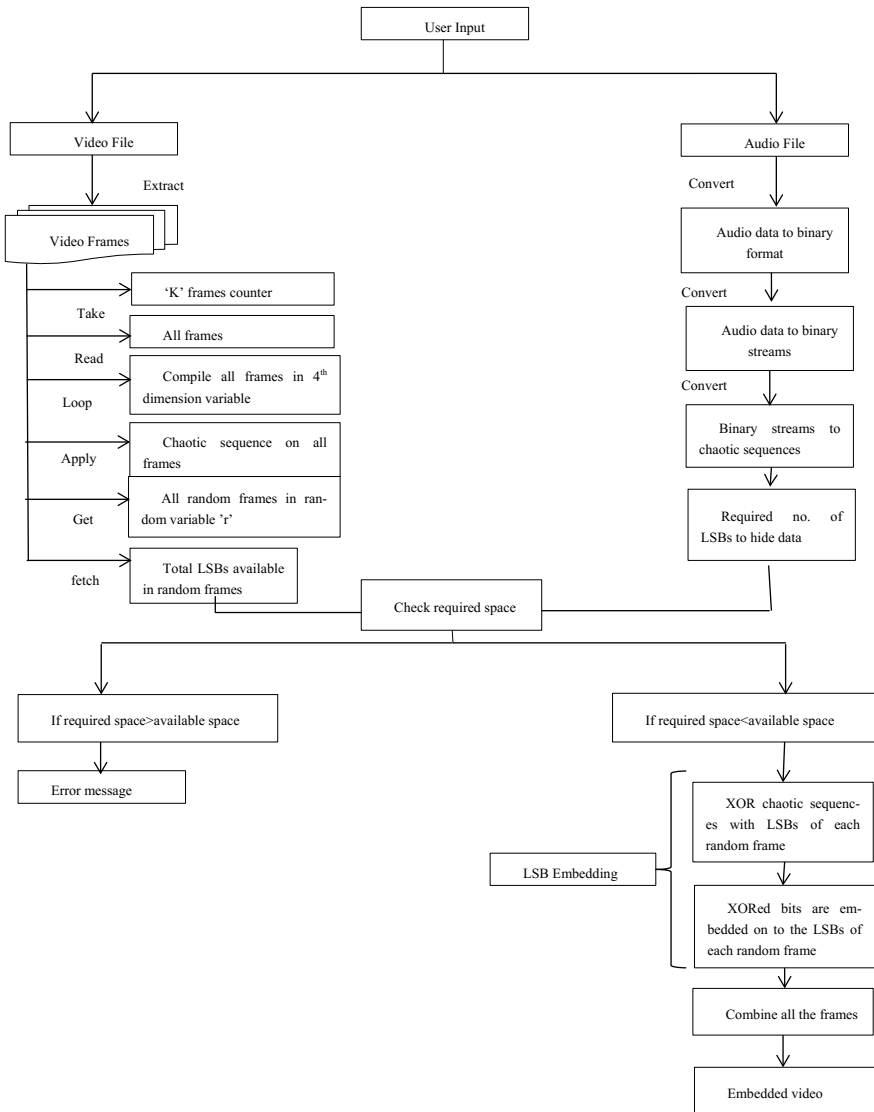 User Input
Video File
Audio File
Extract
Convert
Video Frames
Audio data to binary
format
‘K’ frames counter
Take
Convert
All frames
Audio data to binary
streams
Read
Compile all frames in 4th
dimension variable
Loop
Convert
Binary streams to
chaotic sequences
Chaotic sequence on all
frames
Apply
All random frames in ran-
dom variable ’r’
Get
Required no. of
LSBs to hide data
Total LSBs available
in random frames
fetch
Check required space
If required space>available space
If required space<available space
Error message
XOR chaotic sequenc-
es with LSBs of each
random frame
LSB Embedding
XORed bits are em-
bedded on to the LSBs of
each random frame
Combine all the frames
Embedded video